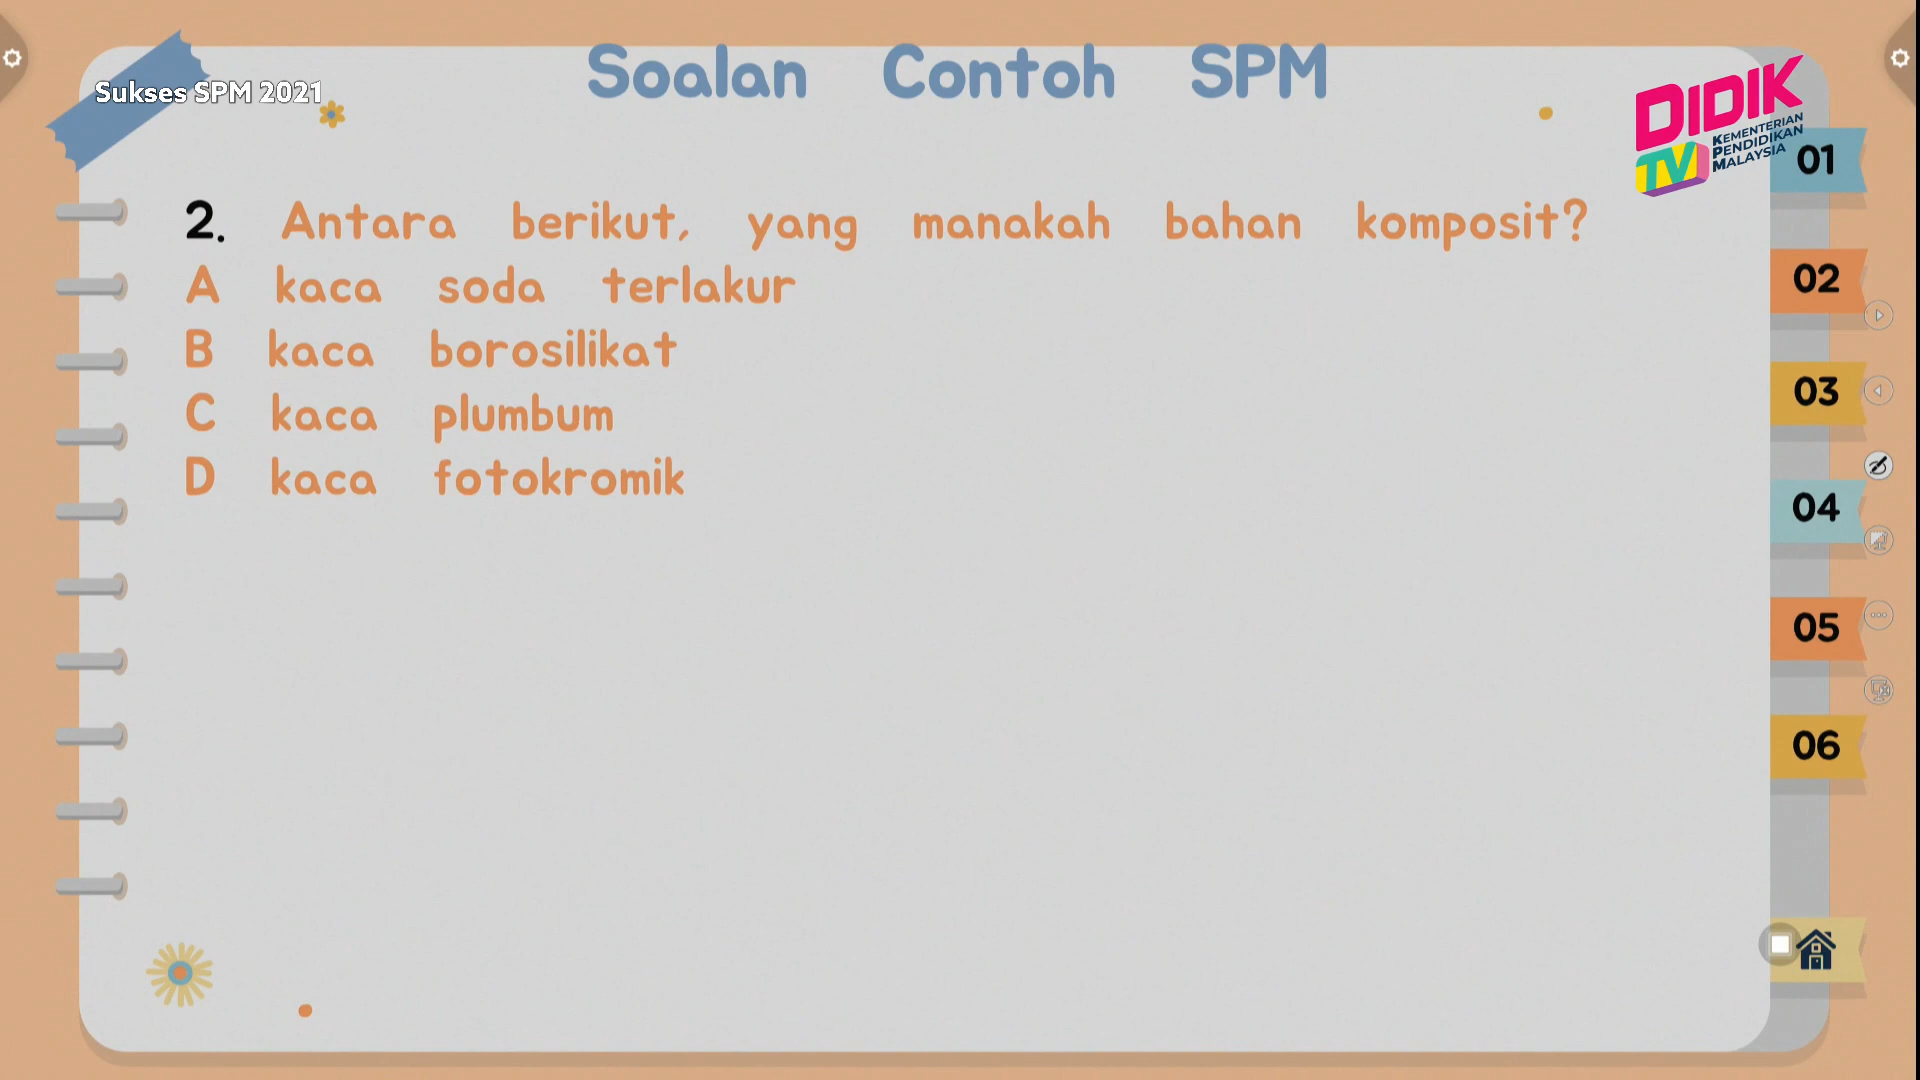 Soalan Contoh SPM
Sukses SPM 2021
DIDIK
TV
KEMENTERIAN
PENDIDIKAN
MALAYSIA
2. Antara berikut, yang manakah bahan komposit?
A kaca soda terlakur
B kaca borosilikat
C kaca plumbum
D kaca fotokromik
01
02
03
04
05
06